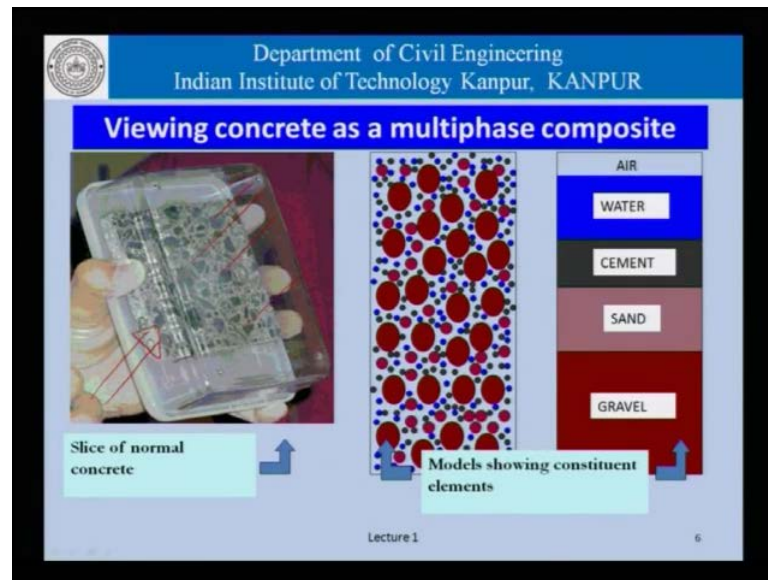 Department of Civil Engineering
Indian Institute of Technology Kanpur, KANPUR
Viewing concrete as a multiphase composite
AIR
WATER
CEMENT
SAND
GRAVEL
Slice of normal
concrete
Models showing constituent
elements
Lecture 1
6